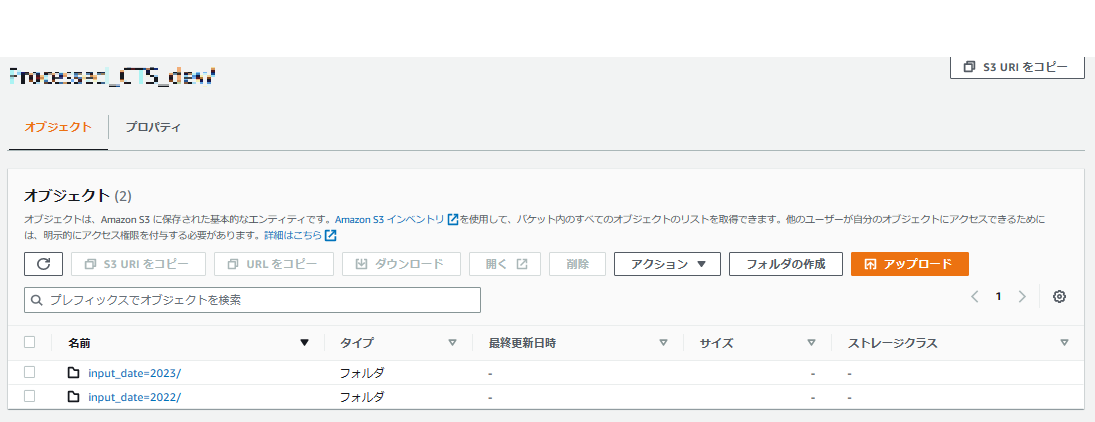 Processed_CTS_dev/
S3 URI をコピー
オブジェクト
プロパティ
オブジェクト (2)
オブジェクトは、Amazon S3 に保存された基本的なエンティティです。Amazon S3 インベントリ を使用して、バケット内のすべてのオブジェクトのリストを取得できます。他のユーザーが自分のオブジェクトにアクセスできるために
は、明示的にアクセス権限を付与する必要があります。詳細はこちら
S3 URI をコピー URL をコピー ダウンロード 開く 削除 アクション フォルダの作成 アップロード
プレフィックスでオブジェクトを検索
1
名前 タイプ 最終更新日時 サイズ ストレージクラス
input_date=2023/ フォルダ - - -
input_date=2022/ フォルダ - - -